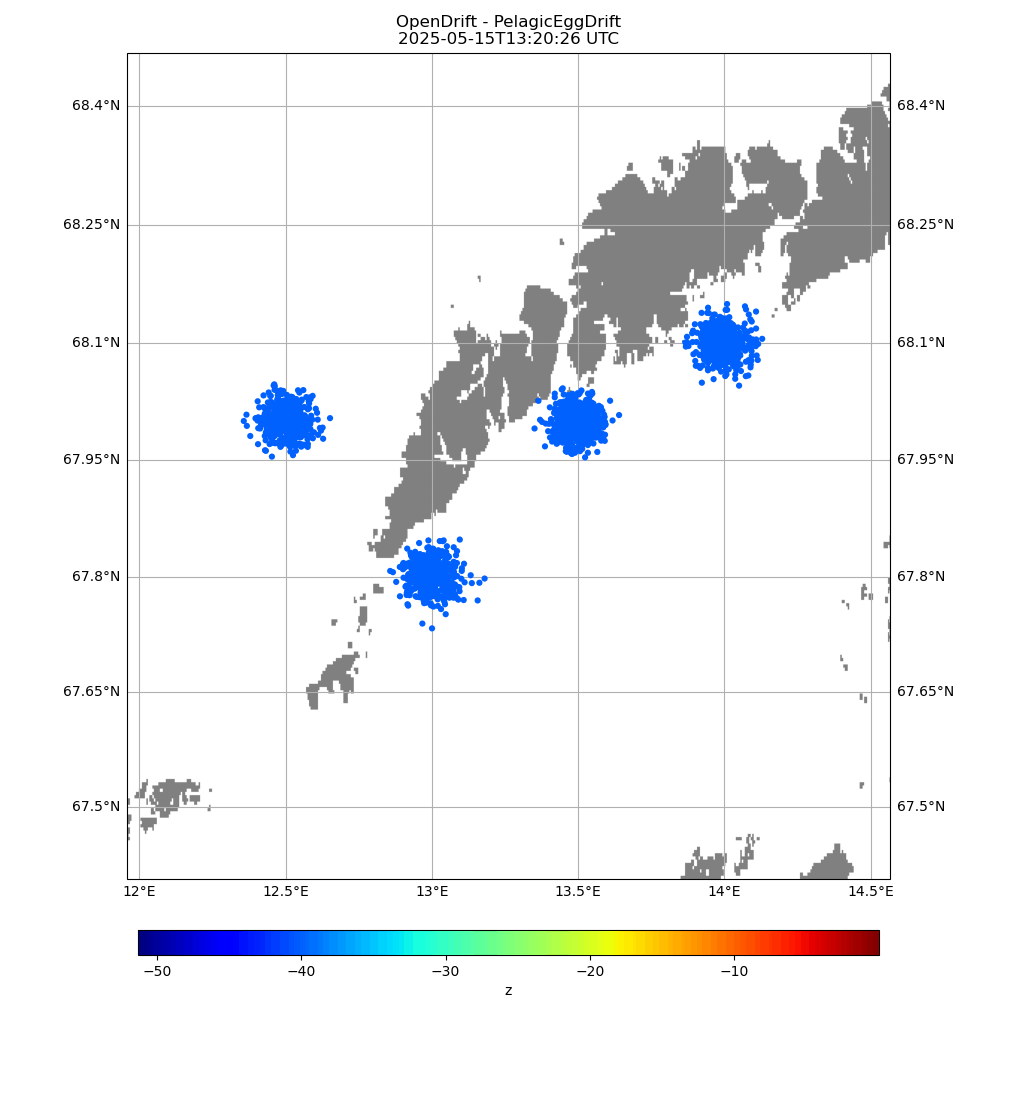 OpenDrift - PelagicEggDrift
2025-05-15T13:20:26 UTC
68.4°N 68.4°N
68.25°N 68.25°N
68.1°N 68.1°N
67.95°N 67.95°N
67.8°N 67.8°N
67.65°N 67.65°N
67.5°N 67.5°N
12°E 12.5°E 13°E 13.5°E 14°E 14.5°E
−50 −40 −30 −20 −10
z